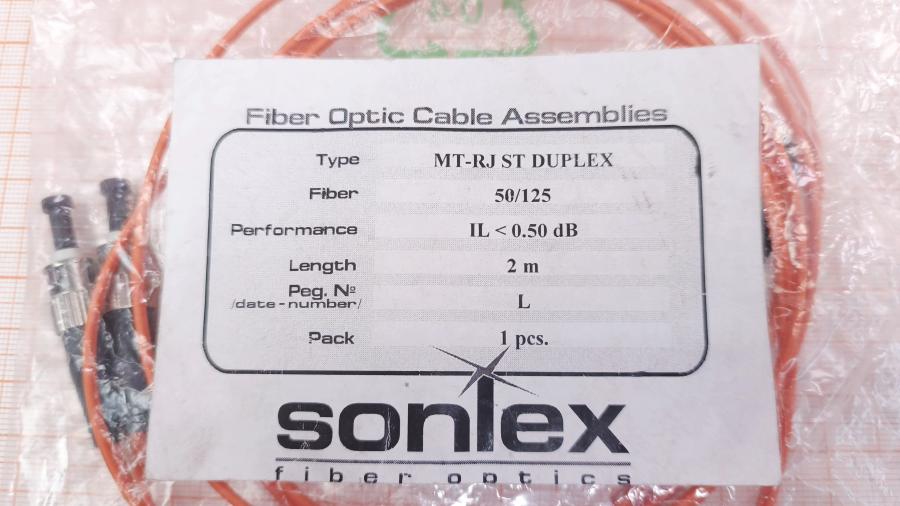 Fiber Optic Cable Assemblies
Type MT-RJ ST DUPLEX
Fiber 50/125
Performance IL < 0.50 dB
Length 2 m
Peg. Nº L
/date-number/
Pack 1 pcs.
sonlex
fiber optics